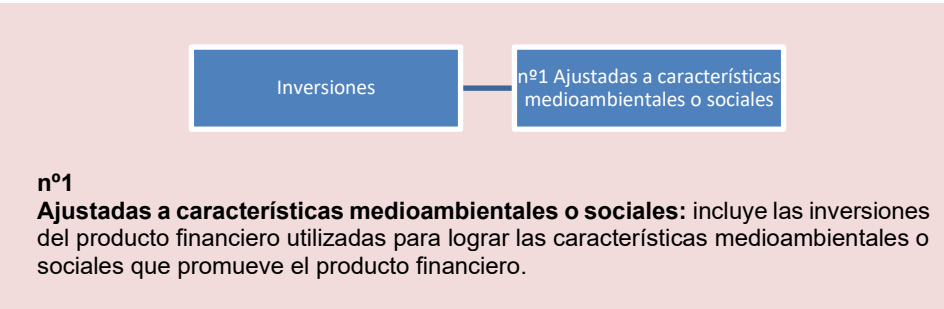 Inversiones
nº1 Ajustadas a características
medioambientales o sociales
nº1
Ajustadas a características medioambientales o sociales: incluye las inversiones
del producto financiero utilizadas para lograr las características medioambientales o
sociales que promueve el producto financiero.